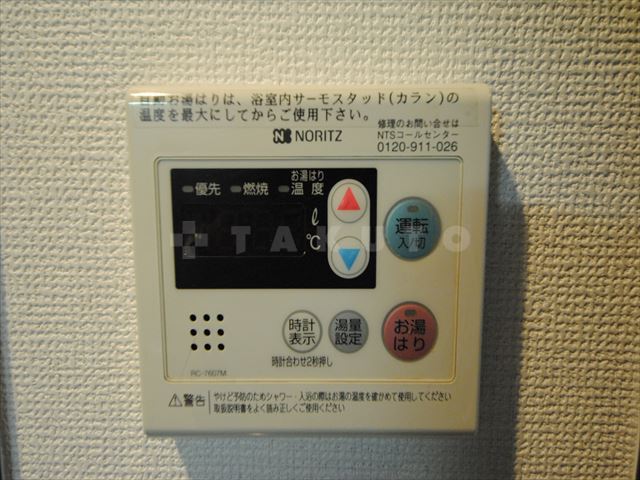 自動お湯はりは、浴室内サーモスタッド(カラン)の
温度を最大にしてからご使用下さい。
修理のお問い合せは
NTSコールセンター
0120-911-026
NORITZ
お湯はり
優先 燃焼 温度
ℓ
℃
運転
入/切
TAKUTO
時計
表示
湯量
設定
お湯
はり
時計合わせ2秒押し
RC-7607M
⚠警告
やけど予防のためシャワー・入浴の際はお湯の温度を確かめて使用してください
取扱説明書をよく読み正しくご使用ください